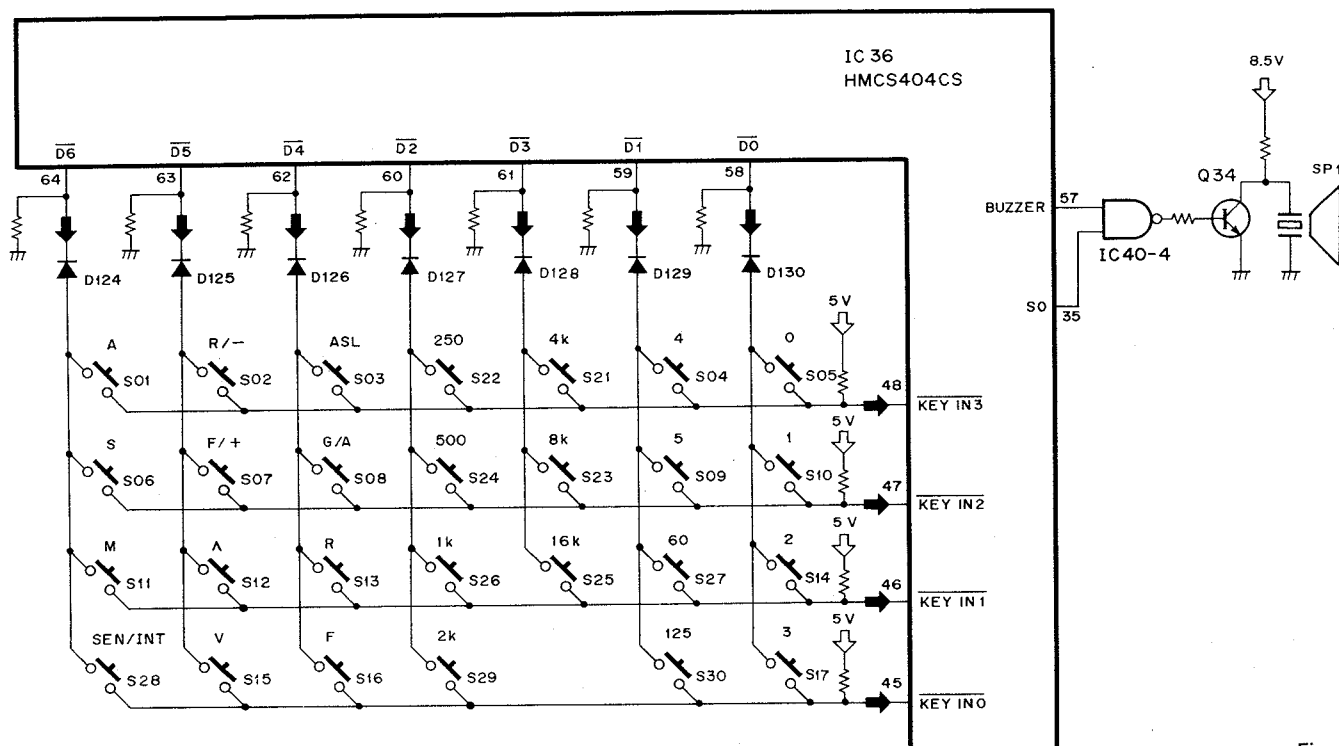 IC 36
HMCS404CS
8.5V
D6 D5 D4 D2 D3 D1 D0
64 63 62 60 61 59 58
Q34
SP1
BUZZER
57
IC40-4
D124 D125 D126 D127 D128 D129 D130
SO
35
5V
A R/− ASL 250 4k 4 0
S01 S02 S03 S22 S21 S04 S05
48
KEY IN3
5V
S F/+ G/A 500 8k 5 1
S06 S07 S08 S24 S23 S09 S10
47
KEY IN2
5V
M Λ R 1k 16k 60 2
S11 S12 S13 S26 S25 S27 S14
46
KEY IN1
5V
SEN/INT V F 2k 125 3
S28 S15 S16 S29 S30 S17
45
KEY IN0